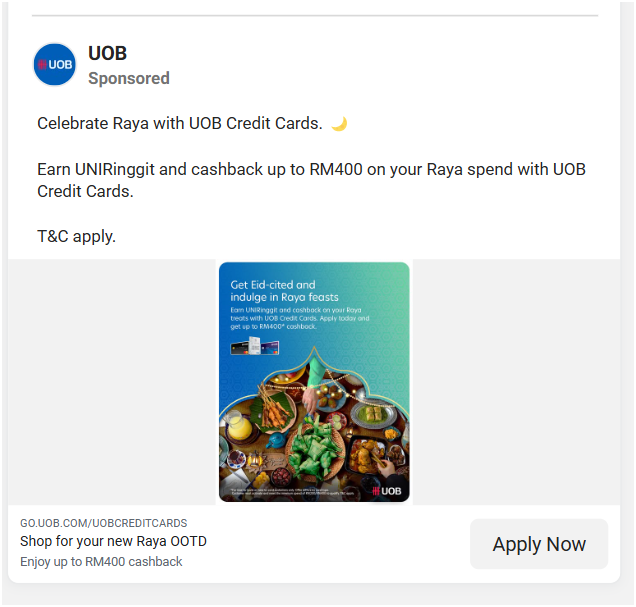 UOB
UOB
Sponsored
Celebrate Raya with UOB Credit Cards. 🌙
Earn UNIRinggit and cashback up to RM400 on your Raya spend with UOB
Credit Cards.
T&C apply.
Get Eid-cited and
indulge in Raya feasts
Earn UNIRinggit and cashback on your Raya
treats with UOB Credit Cards. Apply today and
get up to RM400* cashback.
UOB
GO.UOB.COM/UOBCREDITCARDS
Shop for your new Raya OOTD
Enjoy up to RM400 cashback
Apply Now